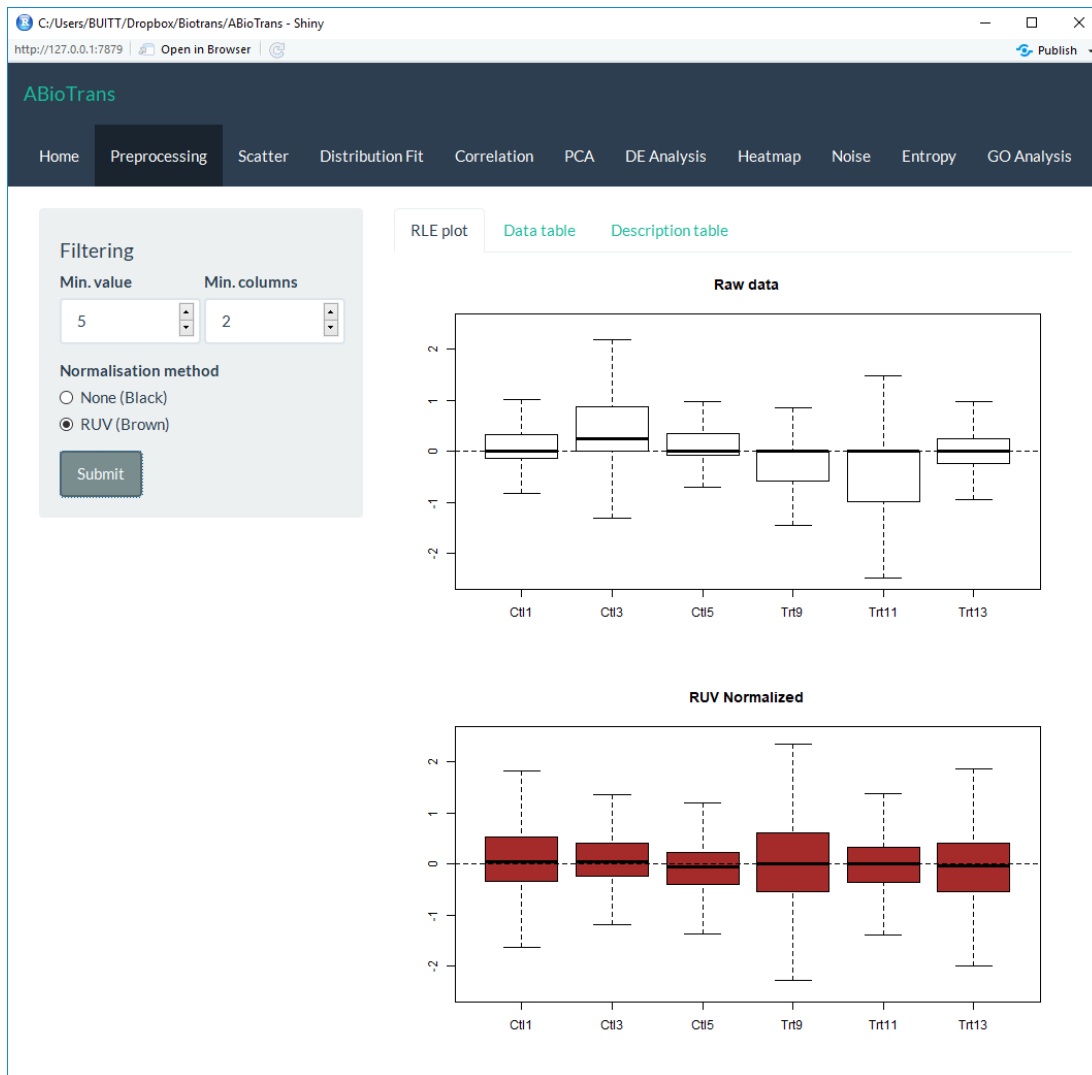 C:/Users/BUITT/Dropbox/Biotrans/ABioTrans - Shiny
http://127.0.0.1:7879 Open in Browser Publish
ABioTrans
Home Preprocessing Scatter Distribution Fit Correlation PCA DE Analysis Heatmap Noise Entropy GO Analysis
RLE plot Data table Description table
Filtering
Min. value Min. columns
5 2
Normalisation method
None (Black)
RUV (Brown)
Submit
Raw data
2
1
0
-1
-2
Ctl1 Ctl3 Ctl5 Trt9 Trt11 Trt13
RUV Normalized
2
1
0
-1
-2
Ctl1 Ctl3 Ctl5 Trt9 Trt11 Trt13